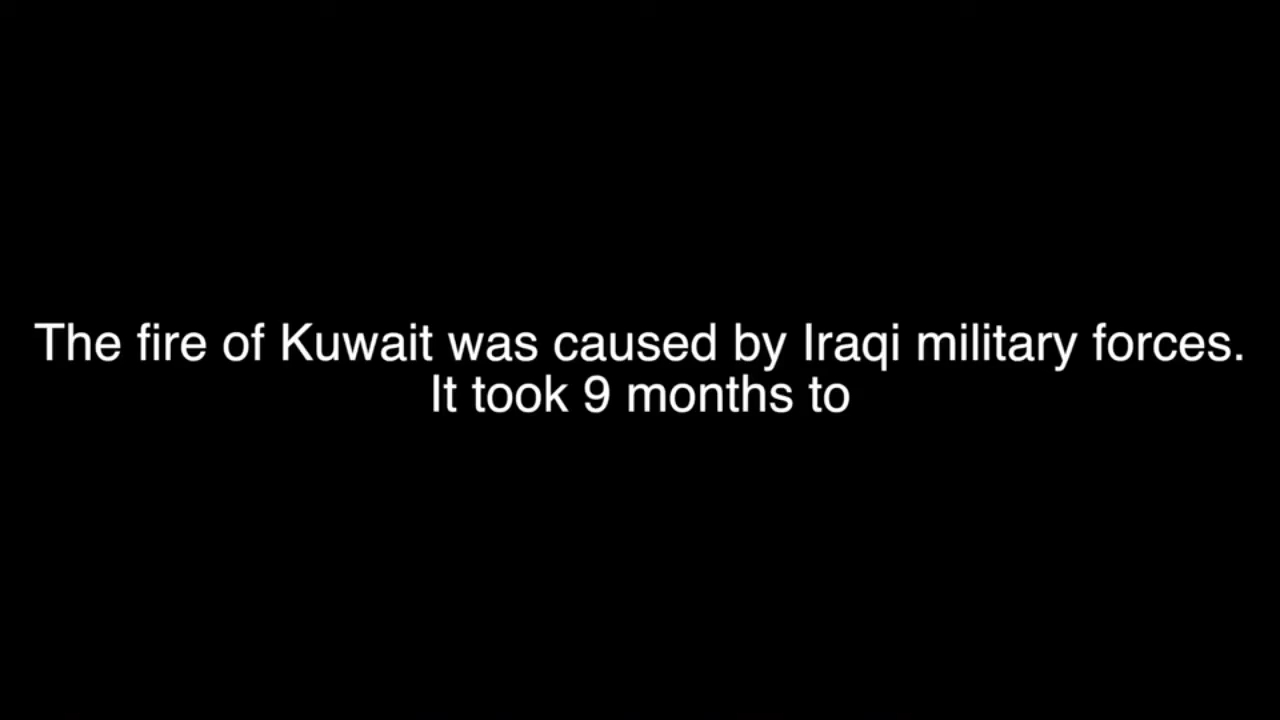 The fire of Kuwait was caused by Iraqi military forces.
It took 9 months to